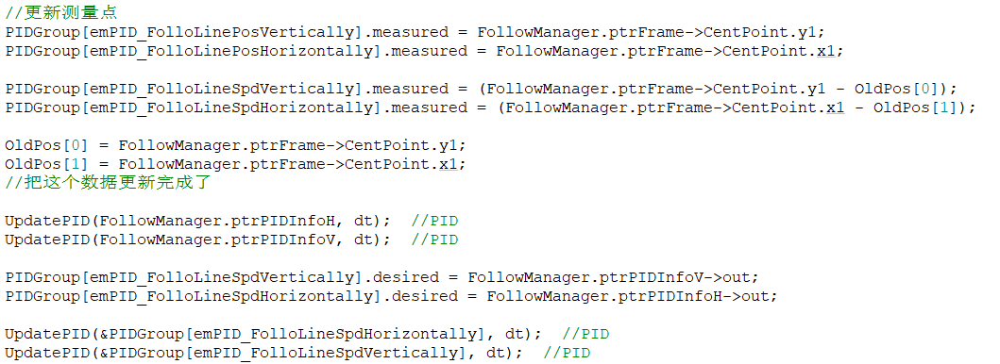 //更新测量点
PIDGroup[emPID_FolloLinePosVertically].measured = FollowManager.ptrFrame->CentPoint.y1;
PIDGroup[emPID_FolloLinePosHorizontally].measured = FollowManager.ptrFrame->CentPoint.x1;
PIDGroup[emPID_FolloLineSpdVertically].measured = (FollowManager.ptrFrame->CentPoint.y1 - OldPos[0]);
PIDGroup[emPID_FolloLineSpdHorizontally].measured = (FollowManager.ptrFrame->CentPoint.x1 - OldPos[1]);
OldPos[0] = FollowManager.ptrFrame->CentPoint.y1;
OldPos[1] = FollowManager.ptrFrame->CentPoint.x1;
//把这个数据更新完成了
UpdatePID(FollowManager.ptrPIDInfoH, dt);  //PID
UpdatePID(FollowManager.ptrPIDInfoV, dt);  //PID
PIDGroup[emPID_FolloLineSpdVertically].desired = FollowManager.ptrPIDInfoV->out;
PIDGroup[emPID_FolloLineSpdHorizontally].desired = FollowManager.ptrPIDInfoH->out;
UpdatePID(&PIDGroup[emPID_FolloLineSpdHorizontally], dt);  //PID
UpdatePID(&PIDGroup[emPID_FolloLineSpdVertically], dt);  //PID